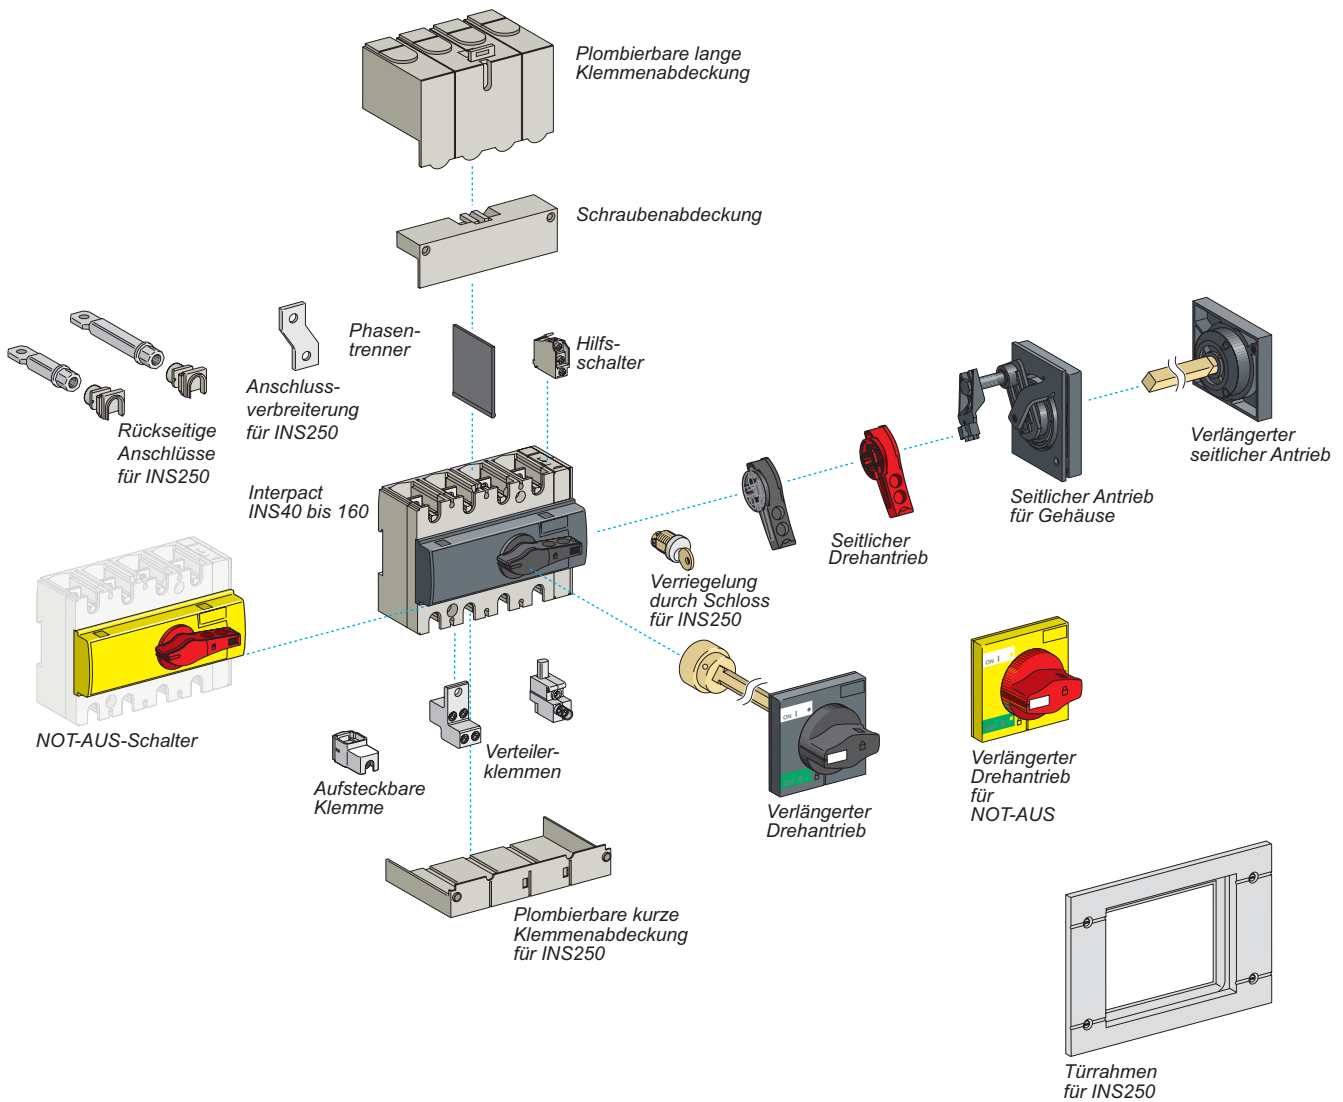 Plombierbare lange
Klemmenabdeckung
Schraubenabdeckung
Phasen-
trenner
Hilfs-
schalter
Anschluss-
verbreiterung
für INS250
Rückseitige
Anschlüsse
für INS250
Interpact
INS40 bis 160
Verlängerter
seitlicher Antrieb
Seitlicher Antrieb
für Gehäuse
Seitlicher
Drehantrieb
Verriegelung
durch Schloss
für INS250
NOT-AUS-Schalter
Aufsteckbare
Klemme
Verteiler-
klemmen
ON I
Verlängerter
Drehantrieb
ON I
Verlängerter
Drehantrieb
für
NOT-AUS
Plombierbare kurze
Klemmenabdeckung
für INS250
Türrahmen
für INS250